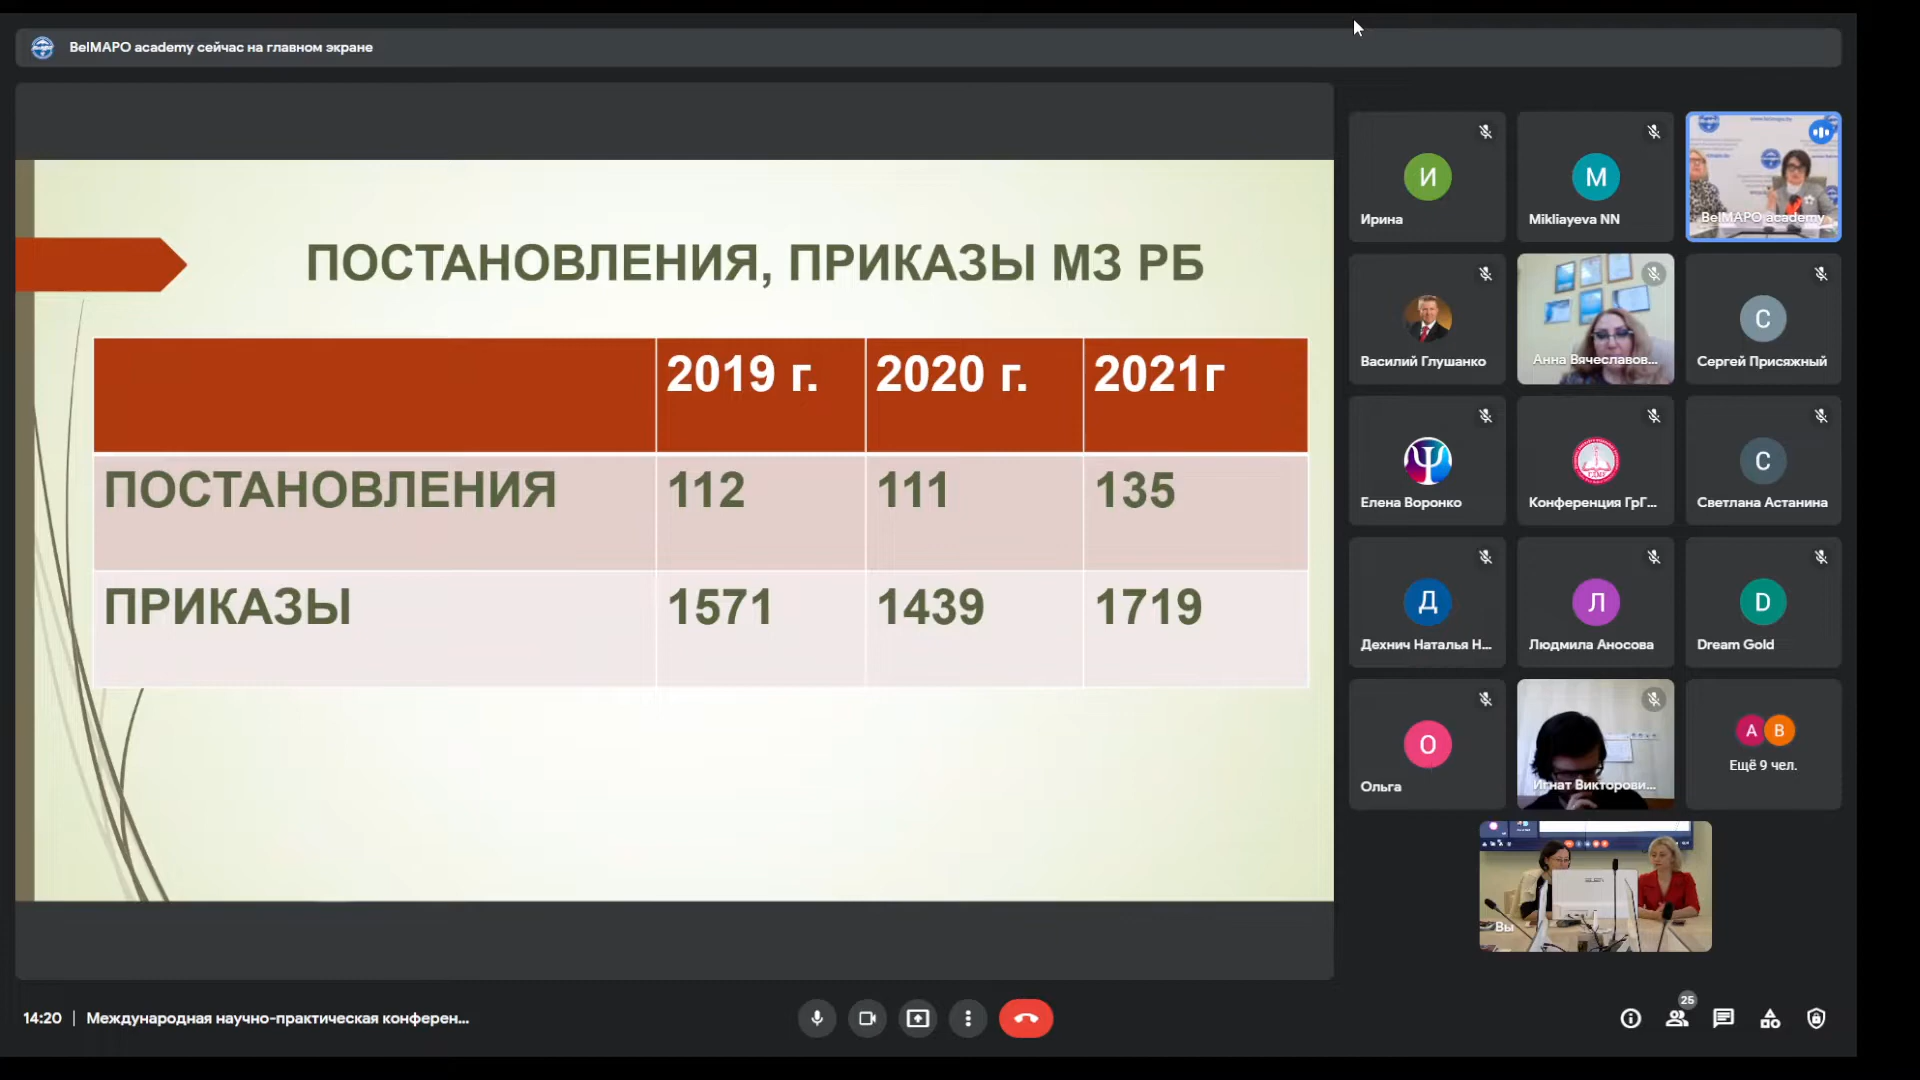 BelMAPO academy сейчас на главном экране
ПОСТАНОВЛЕНИЯ, ПРИКАЗЫ МЗ РБ
2019 г. 2020 г. 2021г
ПОСТАНОВЛЕНИЯ 112 111 135
ПРИКАЗЫ 1571 1439 1719
И
Ирина
M
Mikliayeva NN
BelMAPO academy
Василий Глушанко
Анна Вячеславов...
С
Сергей Присяжный
Елена Воронко
Конференция ГрГ...
С
Светлана Астанина
Д
Дехнич Наталья Н...
Л
Людмила Аносова
D
Dream Gold
О
Ольга
Игнат Викторови...
А В
Ещё 9 чел.
Вы
14:20 | Международная научно-практическая конферен...
25